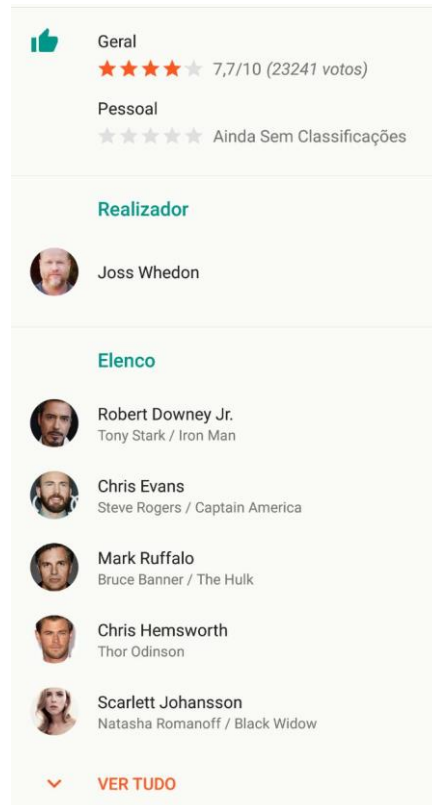 Geral
7,7/10 (23241 votos)
Pessoal
Ainda Sem Classificações
Realizador
Joss Whedon
Elenco
Robert Downey Jr.
Tony Stark / Iron Man
Chris Evans
Steve Rogers / Captain America
Mark Ruffalo
Bruce Banner / The Hulk
Chris Hemsworth
Thor Odinson
Scarlett Johansson
Natasha Romanoff / Black Widow
VER TUDO